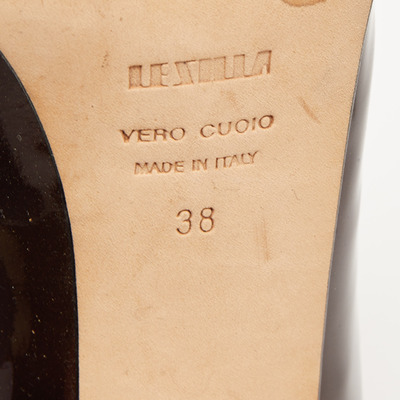 LE SILLA
VERO CUOIO
MADE IN ITALY
38